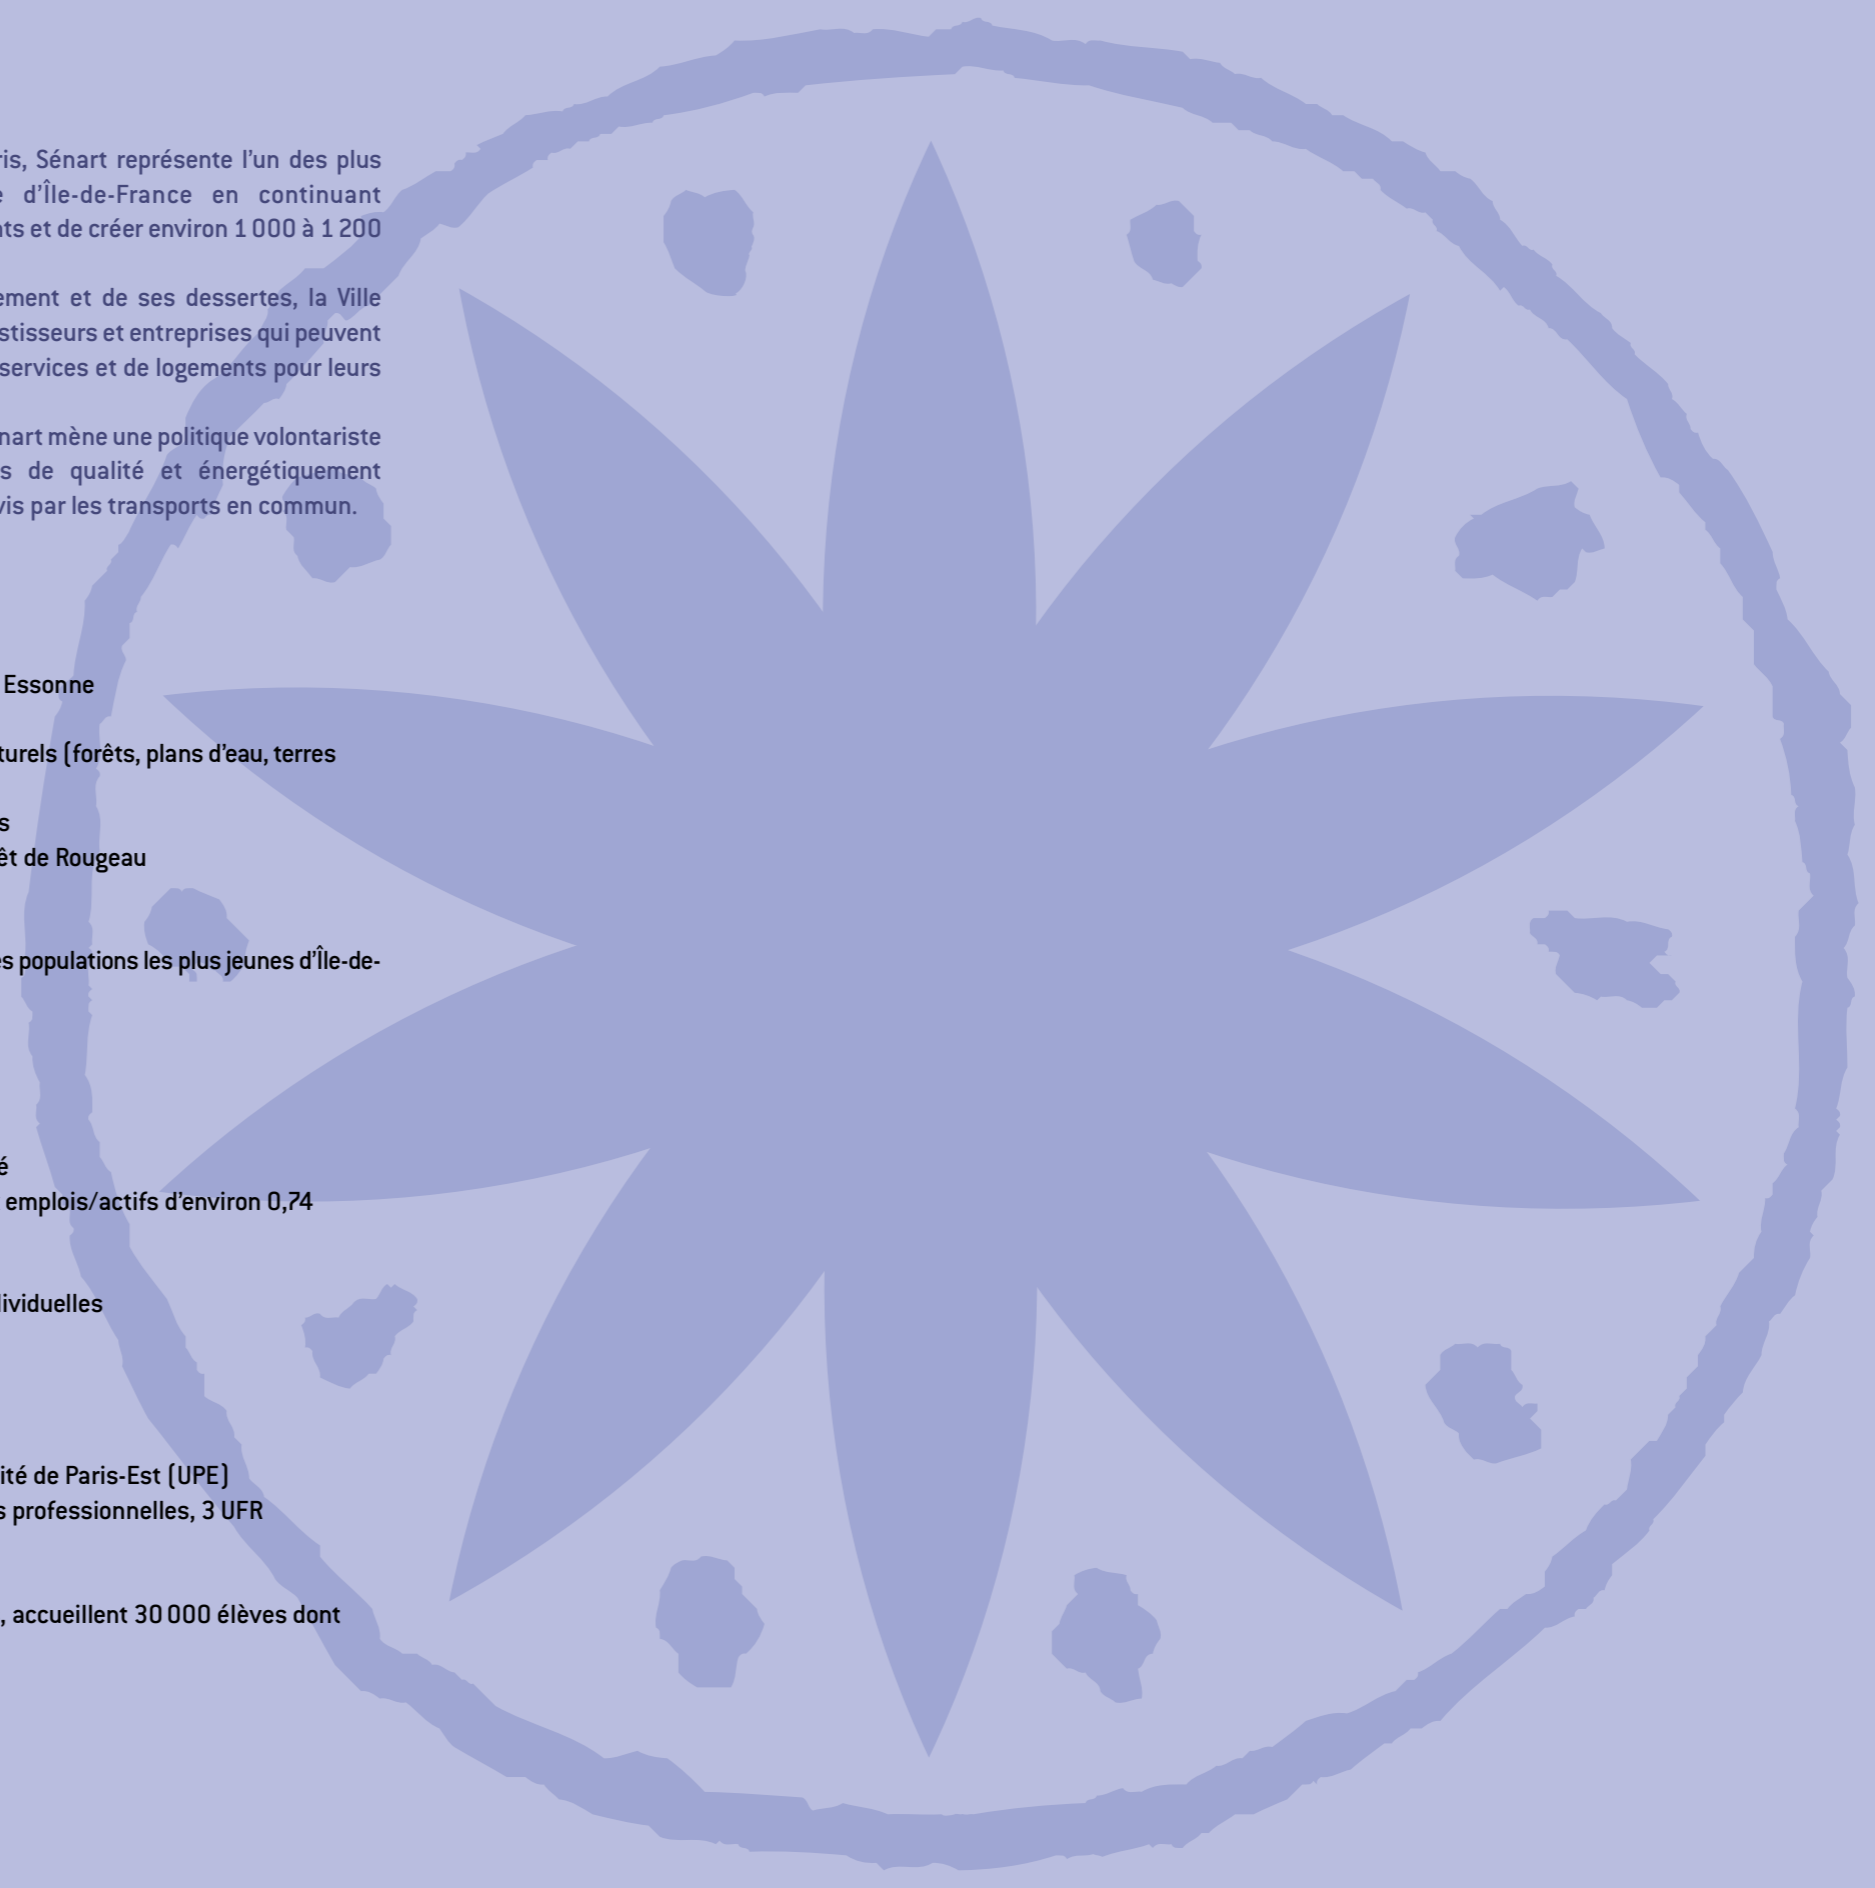 ris, Sénart représente l’un des plus
e d’Île-de-France en continuant
nts et de créer environ 1 000 à 1 200
ement et de ses dessertes, la Ville
estisseurs et entreprises qui peuvent
services et de logements pour leurs
nart mène une politique volontariste
s de qualité et énergétiquement
vis par les transports en commun.
Essonne
turels (forêts, plans d’eau, terres
s
êt de Rougeau
es populations les plus jeunes d’Île-de-
é
emplois/actifs d’environ 0,74
dividuelles
ité de Paris-Est (UPE)
s professionnelles, 3 UFR
, accueillent 30 000 élèves dont